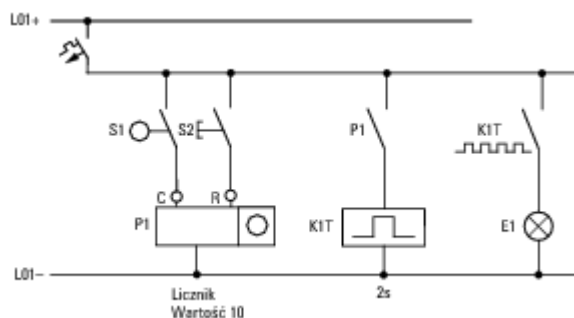 L01+
S1
S2
P1
K1T
C
R
P1
K1T
E1
L01–
Licznik
Wartość 10
2s